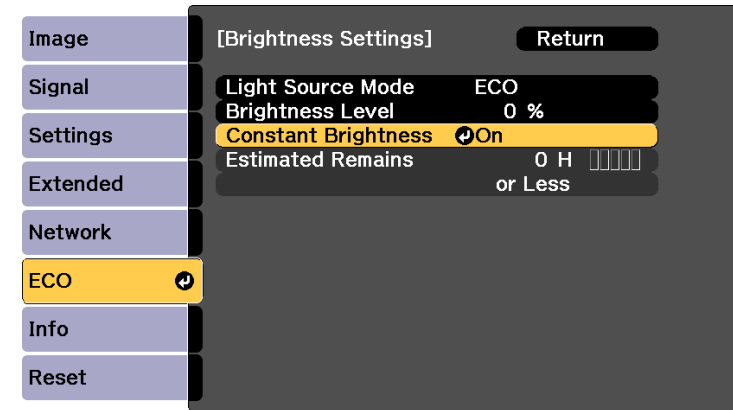 Image
Signal
Settings
Extended
Network
ECO
Info
Reset
[Brightness Settings] Return
Light Source Mode ECO
Brightness Level 0 %
Constant Brightness On
Estimated Remains 0 H
or Less